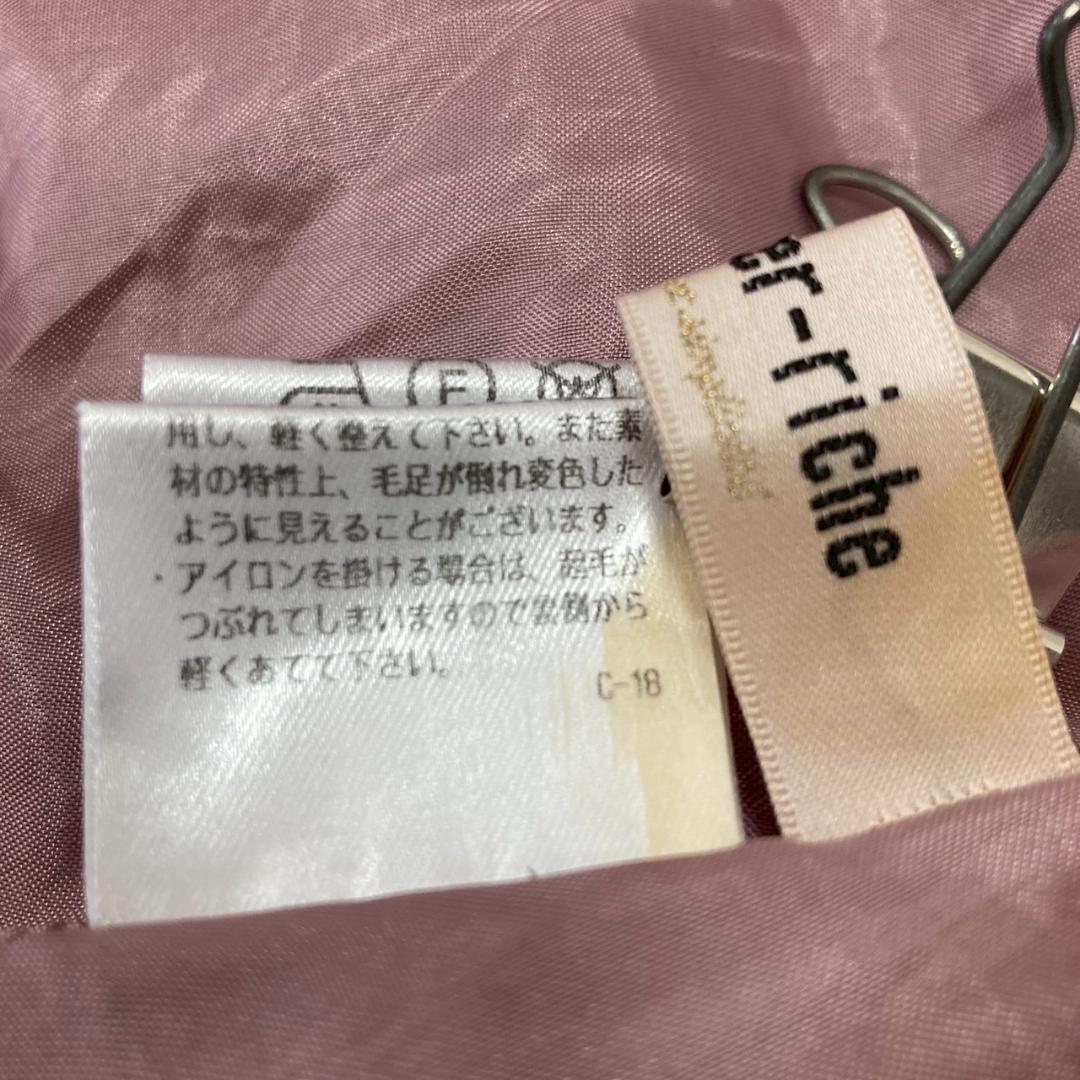 F
用し、軽く整えて下さい。また素
材の特性上、毛足が倒れ変色した
ように見えることがございます。
・アイロンを掛ける場合は、起毛が
つぶれてしまいますので裏側から
軽くあてて下さい。
C-18
er-riche